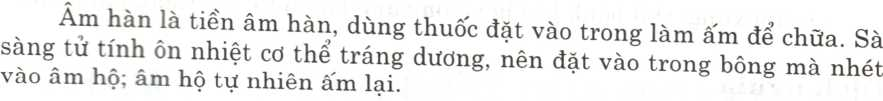 Âm hàn là tiền âm hàn, dùng thuốc đặt vào trong làm ấm để chữa. Sà
sàng tử tính ôn nhiệt cơ thể tráng dương, nên đặt vào trong bông mà nhét
vào âm hộ; âm hộ tự nhiên ấm lại.